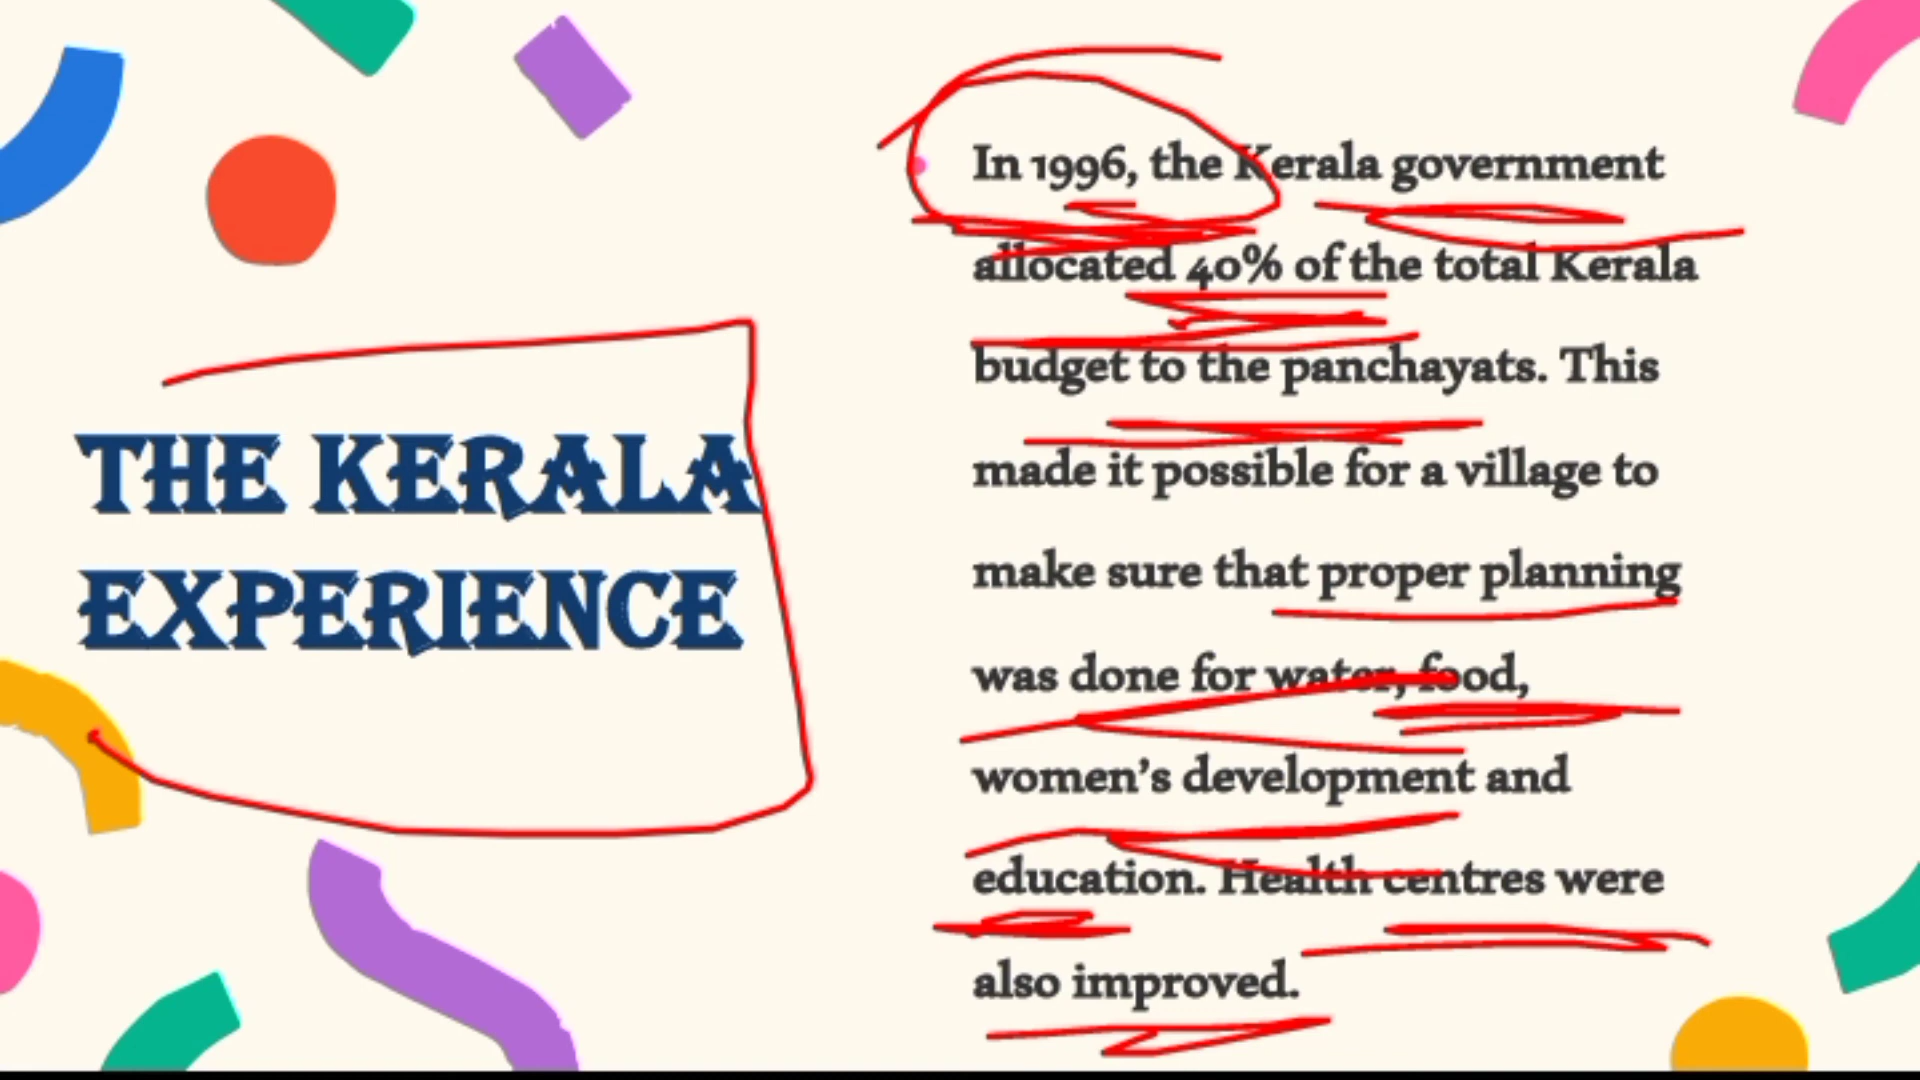 THE KERALA
EXPERIENCE
In 1996, the Kerala government
allocated 40% of the total Kerala
budget to the panchayats. This
made it possible for a village to
make sure that proper planning
was done for water, food,
women’s development and
education. Health centres were
also improved.